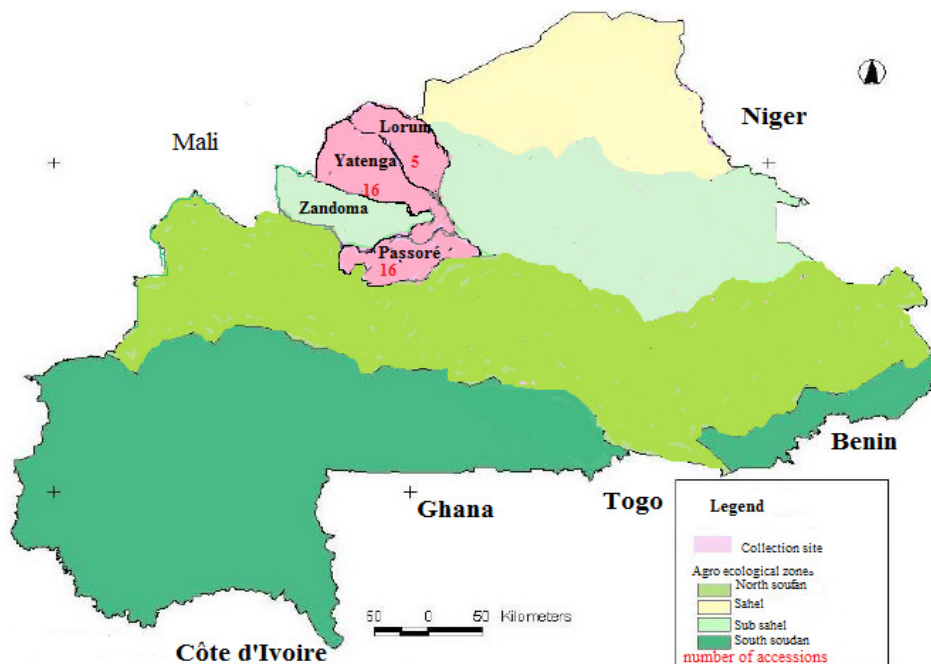 Niger
Mali
Lorum
Yatenga 5
16
Zandoma
Passoré
16
Benin
Togo
Ghana
Legend
Collection site
Agro ecological zones
North soufan
Sahel
Sub sahel
South soudan
number of accessions
50 0 50 Kilometers
Côte d'Ivoire